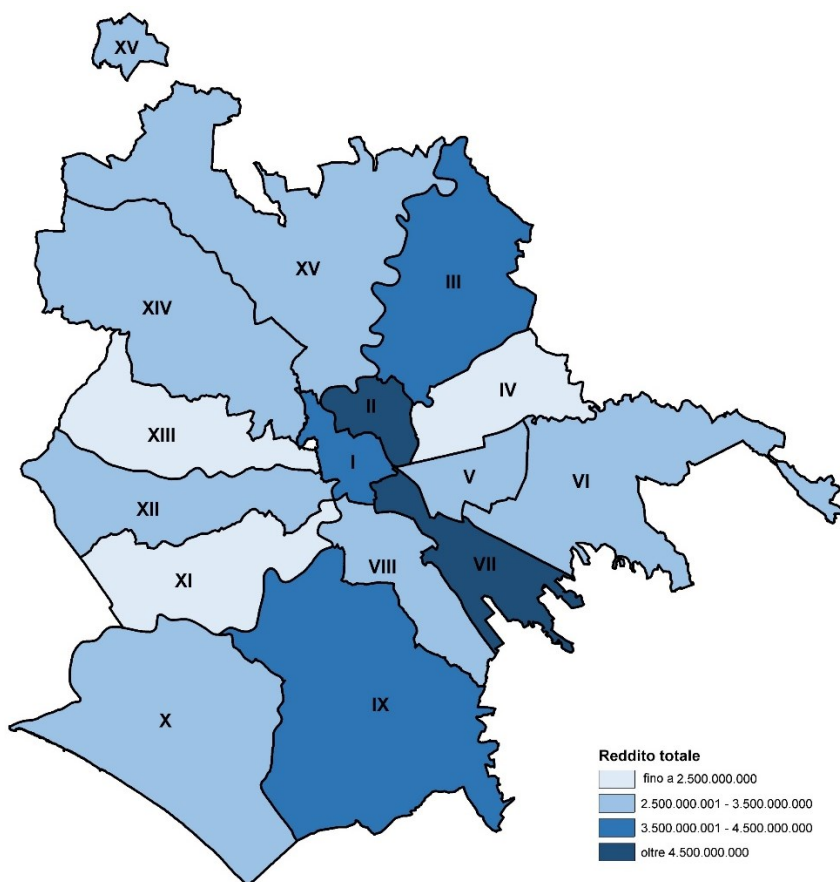 XV
XV
III
XIV
II
IV
XIII
I
V
VI
XII
VII
VIII
XI
IX
X
Reddito totale
fino a 2.500.000.000
2.500.000.001 - 3.500.000.000
3.500.000.001 - 4.500.000.000
oltre 4.500.000.000